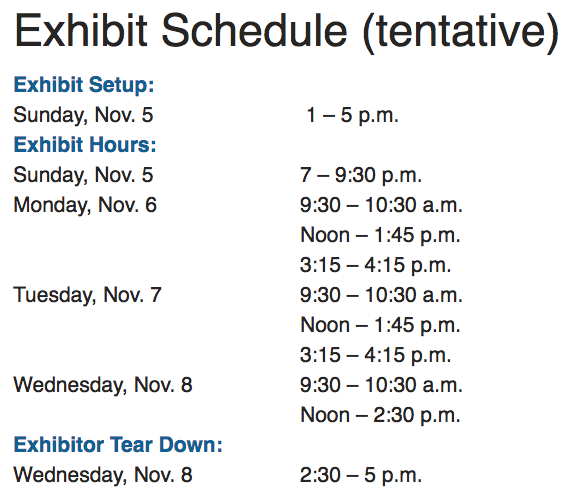 Exhibit Schedule (tentative)
Exhibit Setup:
Sunday, Nov. 5 1 – 5 p.m.
Exhibit Hours:
Sunday, Nov. 5 7 – 9:30 p.m.
Monday, Nov. 6 9:30 – 10:30 a.m.
Noon – 1:45 p.m.
3:15 – 4:15 p.m.
Tuesday, Nov. 7 9:30 – 10:30 a.m.
Noon – 1:45 p.m.
3:15 – 4:15 p.m.
Wednesday, Nov. 8 9:30 – 10:30 a.m.
Noon – 2:30 p.m.
Exhibitor Tear Down:
Wednesday, Nov. 8 2:30 – 5 p.m.